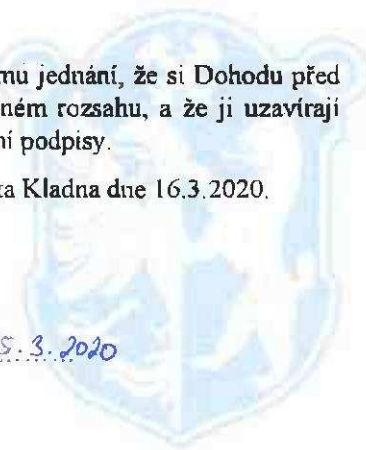 mu jednání, že si Dohodu před
ném rozsahu, a že ji uzavírají
ní podpisy.
ta Kladna dne 16.3.2020.
5.3.2020